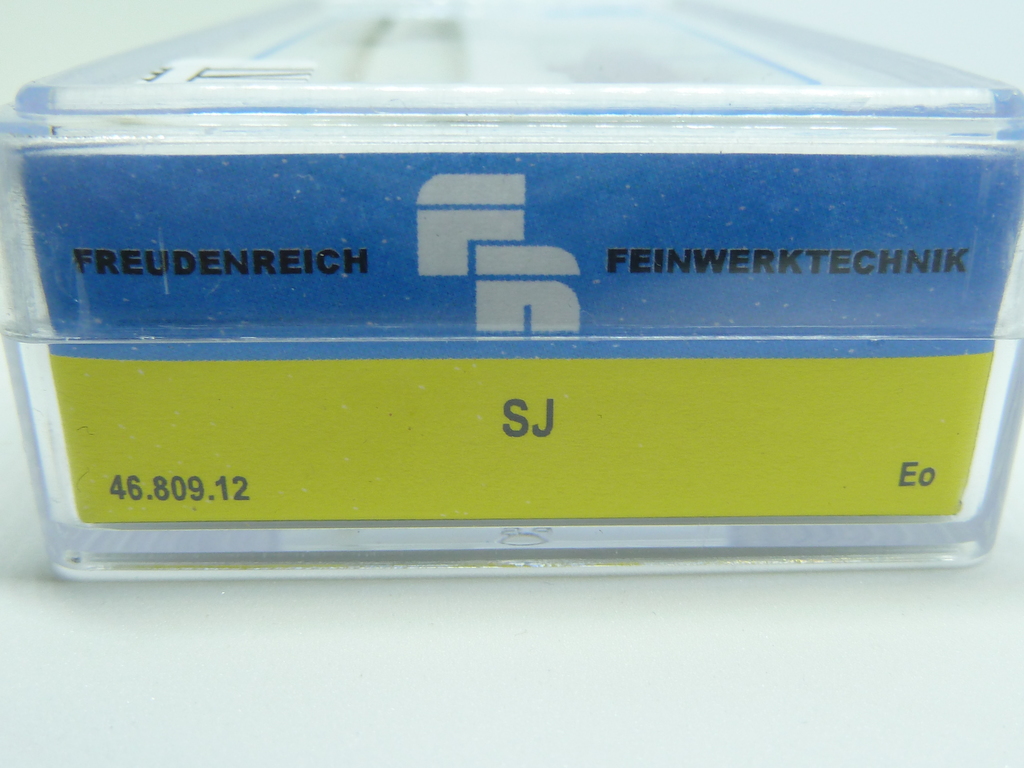 FREUDENREICH FEINWERKTECHNIK
SJ
46.809.12 Eo